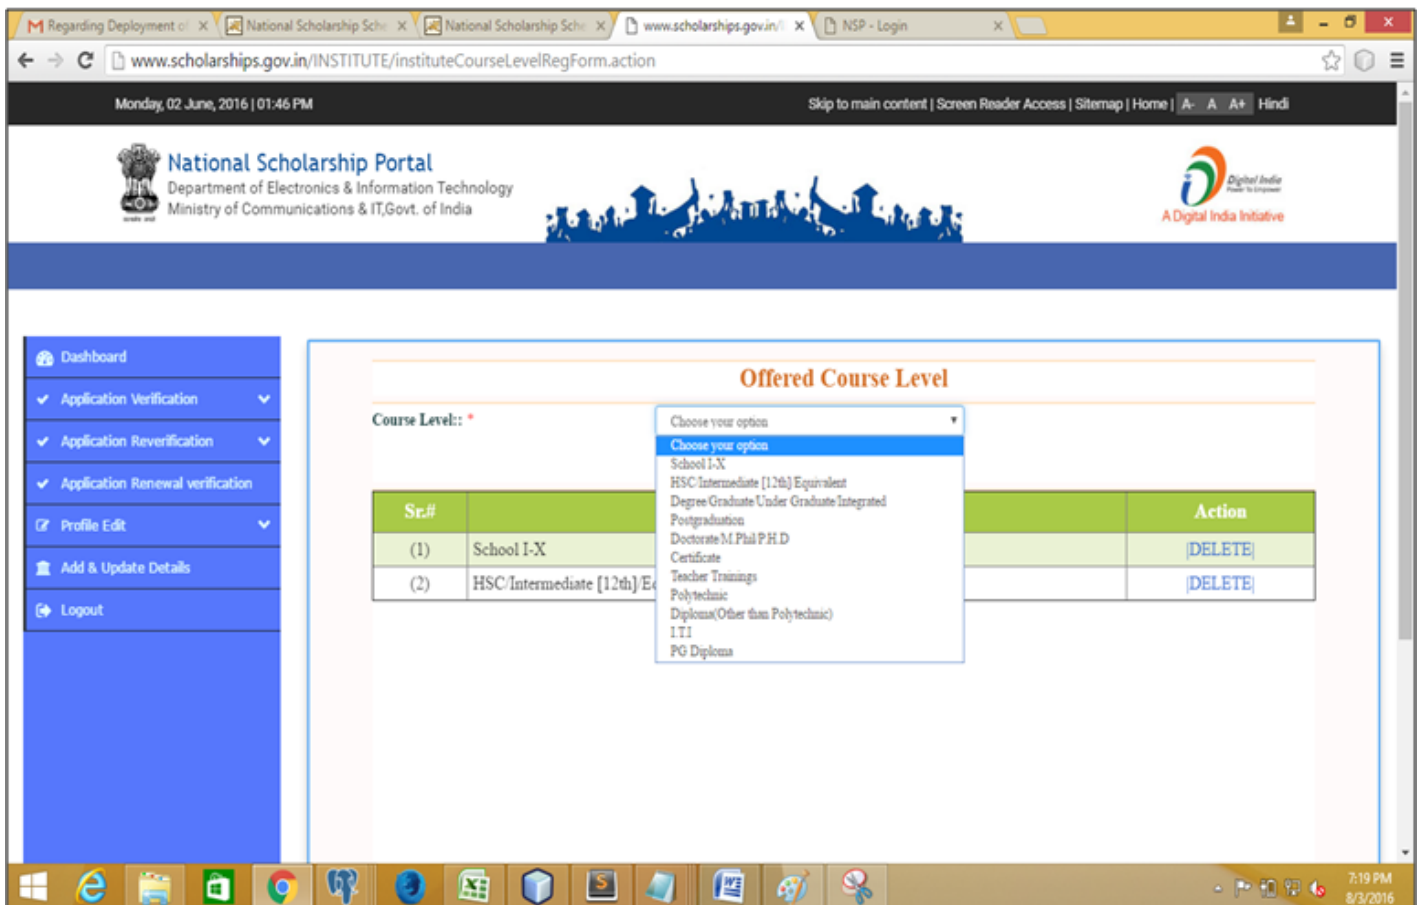 Regarding Deployment of
National Scholarship Sche
National Scholarship Sche
www.scholarships.gov.in/
NSP - Login
www.scholarships.gov.in/INSTITUTE/instituteCourseLevelRegForm.action
Monday, 02 June, 2016 | 01:46 PM
Skip to main content | Screen Reader Access | Sitemap | Home | A- A A+ Hindi
National Scholarship Portal
Department of Electronics & Information Technology
Ministry of Communications & IT,Govt. of India
Digital India
Power To Empower
A Digital India Initiative
Dashboard
Application Verification
Application Reverification
Application Renewal verification
Profile Edit
Add & Update Details
Logout
Offered Course Level
Course Level:: *
Choose your option
Choose your option
School I-X
HSC/Intermediate [12th]/Equivalent
Degree/Graduate/Under Graduate/Integrated
Postgraduation
Doctorate/M.Phil/P.H.D
Certificate
Teacher Trainings
Polytechnic
Diploma(Other than Polytechnic)
I.T.I
PG Diploma
Sr.# Action
(1) School I-X |DELETE|
(2) HSC/Intermediate [12th]/Eq |DELETE|
7:19 PM
8/3/2016